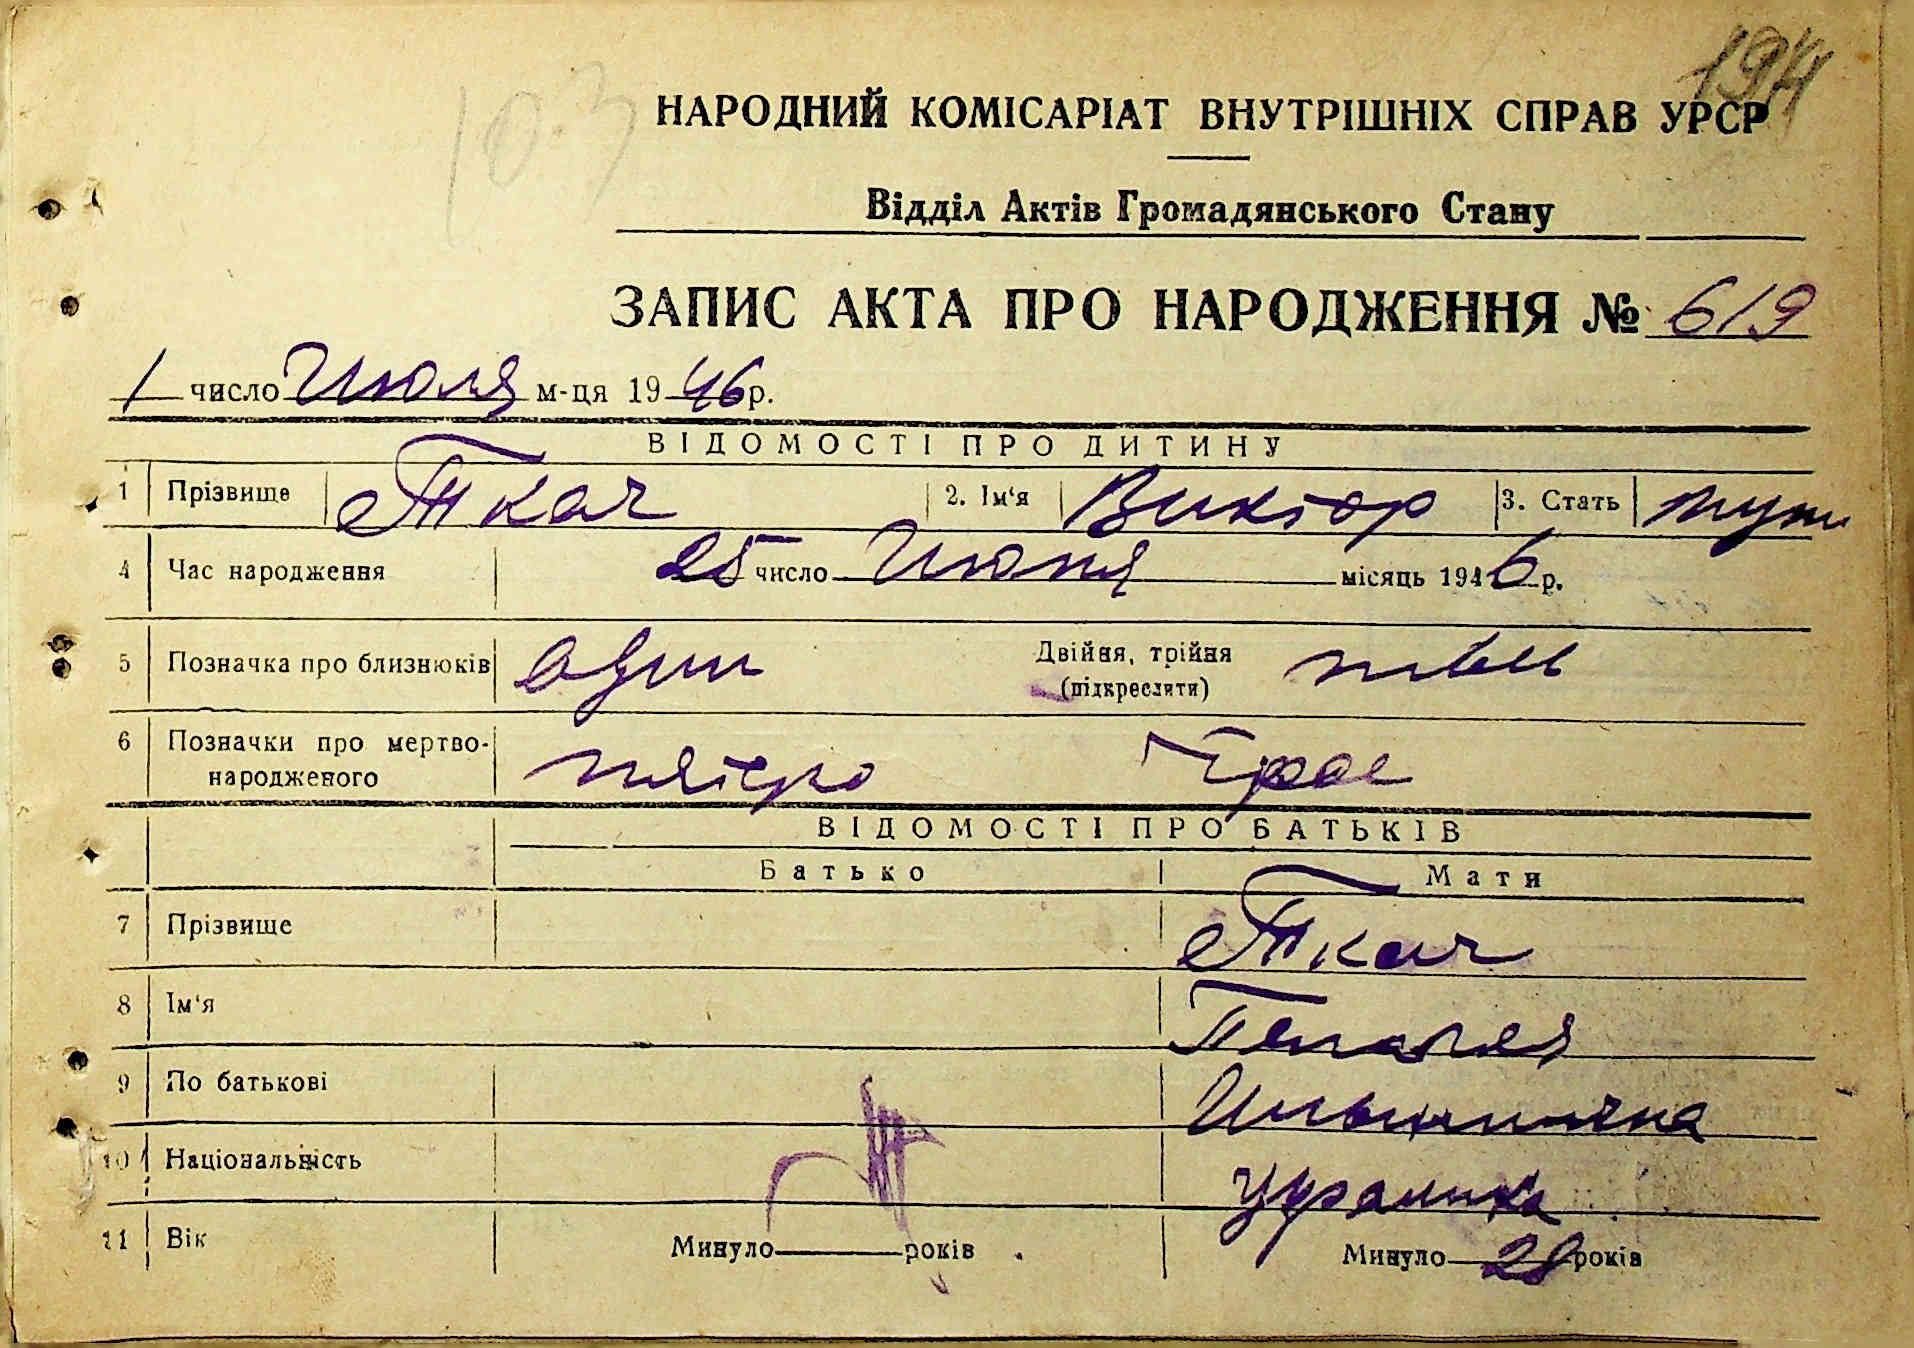 194
103
НАРОДНИЙ КОМІСАРІАТ ВНУТРІШНІХ СПРАВ УРСР
Відділ Актів Громадянського Стану
ЗАПИС АКТА ПРО НАРОДЖЕННЯ № 619
1 число Июля м-ця 1946 р.
ВІДОМОСТІ ПРО ДИТИНУ
1 Прізвище Ткач 2. Ім'я Виктор 3. Стать муж
4 Час народження 25 число Июня місяць 1946 р.
5 Позначка про близнюків один Двійня, трійня
(підкреслити)
6 Позначки про мертво-
народженого
ВІДОМОСТІ ПРО БАТЬКІВ
Батько Мати
7 Прізвище Ткач
8 Ім'я Пелагея
9 По батькові Ильинична
10 Національність украинка
11 Вік Минуло років Минуло 28 років